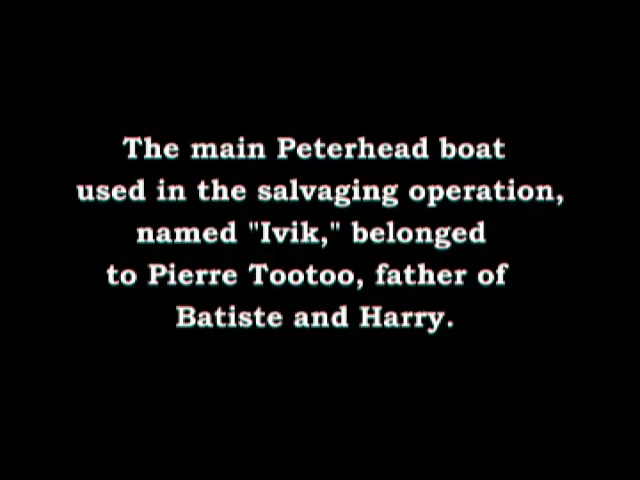 The main Peterhead boat
used in the salvaging operation,
named "Ivik," belonged
to Pierre Tootoo, father of
Batiste and Harry.